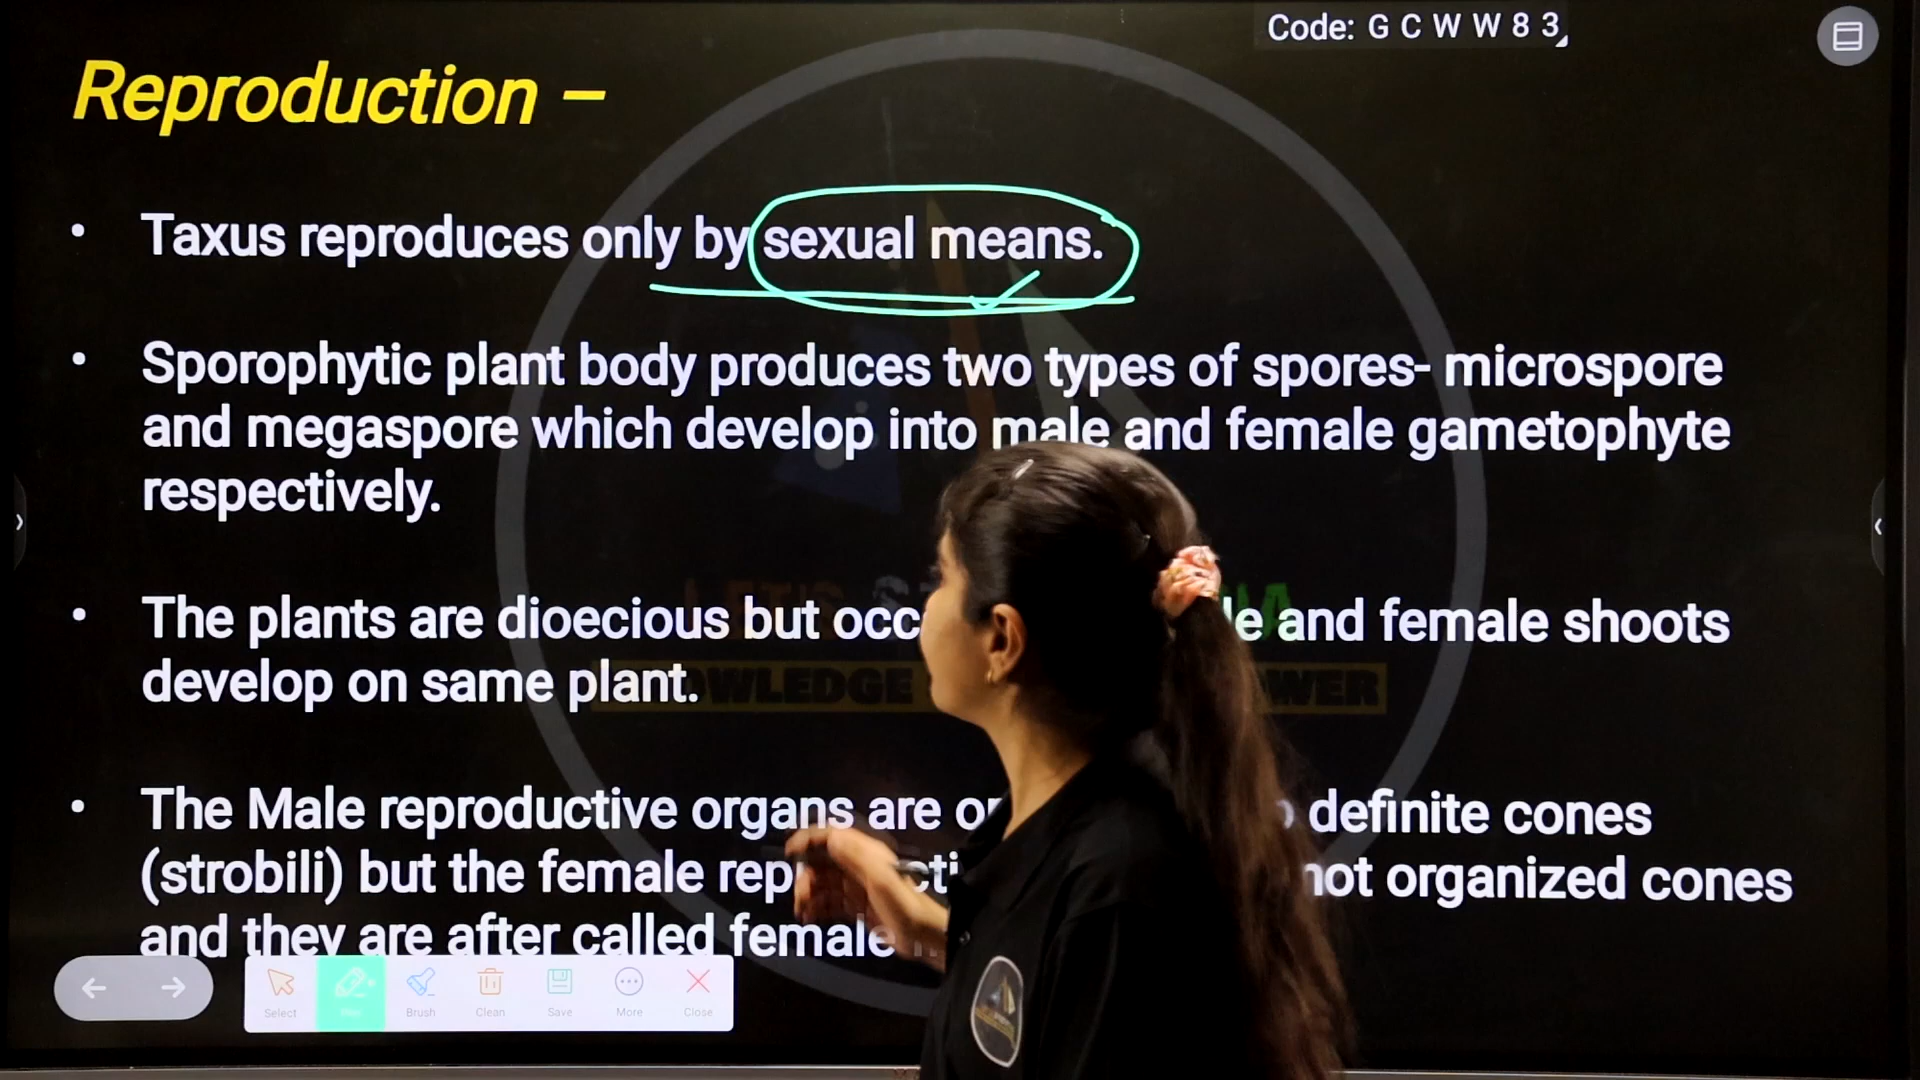 Code: G C W W 8 3
Reproduction –
• Taxus reproduces only by sexual means.
• Sporophytic plant body produces two types of spores- microspore
and megaspore which develop into male and female gametophyte
respectively.
• The plants are dioecious but and female shoots
develop on same plant.
• The Male reproductive organs are definite cones
(strobili) but the female not organized cones
and they are after called female
Select
Brush
Clean
Save
More
Close